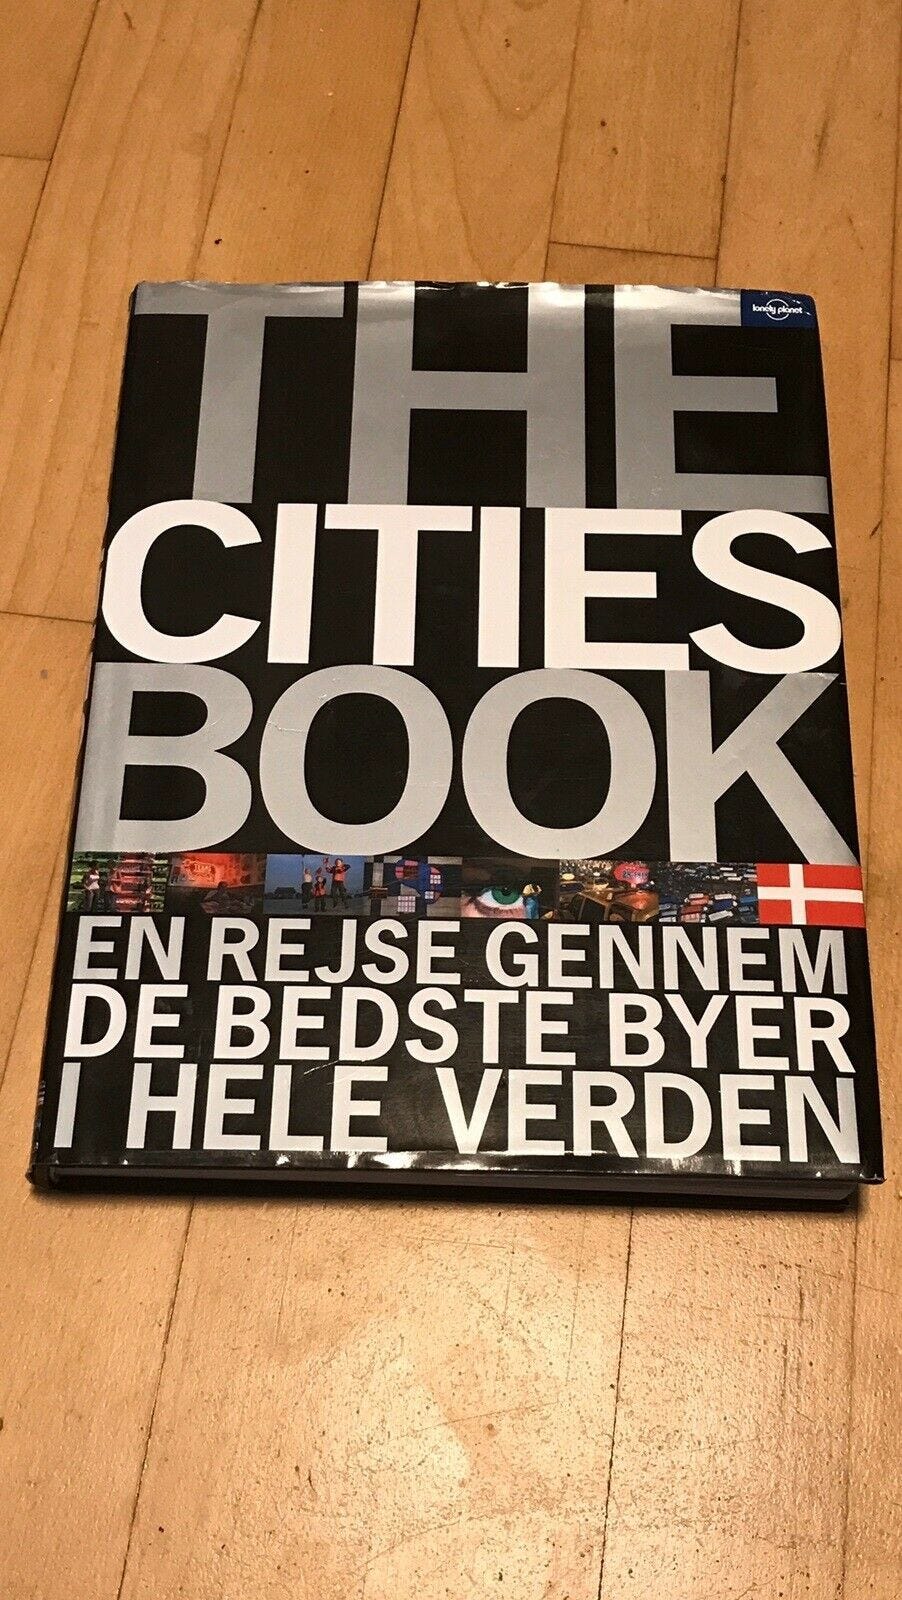 lonely planet
THE
CITIES
BOOK
EN REJSE GENNEM
DE BEDSTE BYER
I HELE VERDEN